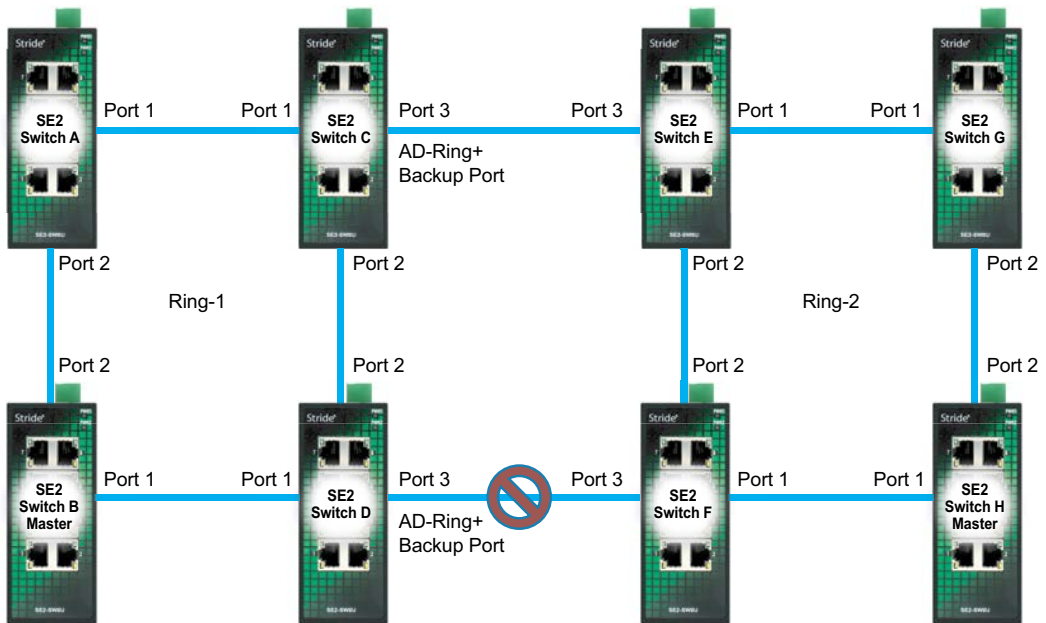 Stride®
Stride®
Stride®
Stride®
SE2
Switch A
Port 1
Port 1
SE2
Switch C
Port 3
AD-Ring+
Backup Port
Port 3
SE2
Switch E
Port 1
Port 1
SE2
Switch G
Port 2
Port 2
Port 2
Port 2
Ring-1
Ring-2
Port 2
Port 2
Port 2
Port 2
Stride®
Stride®
Stride®
Stride®
SE2
Switch B
Master
Port 1
Port 1
SE2
Switch D
Port 3
AD-Ring+
Backup Port
Port 3
SE2
Switch F
Port 1
Port 1
SE2
Switch H
Master